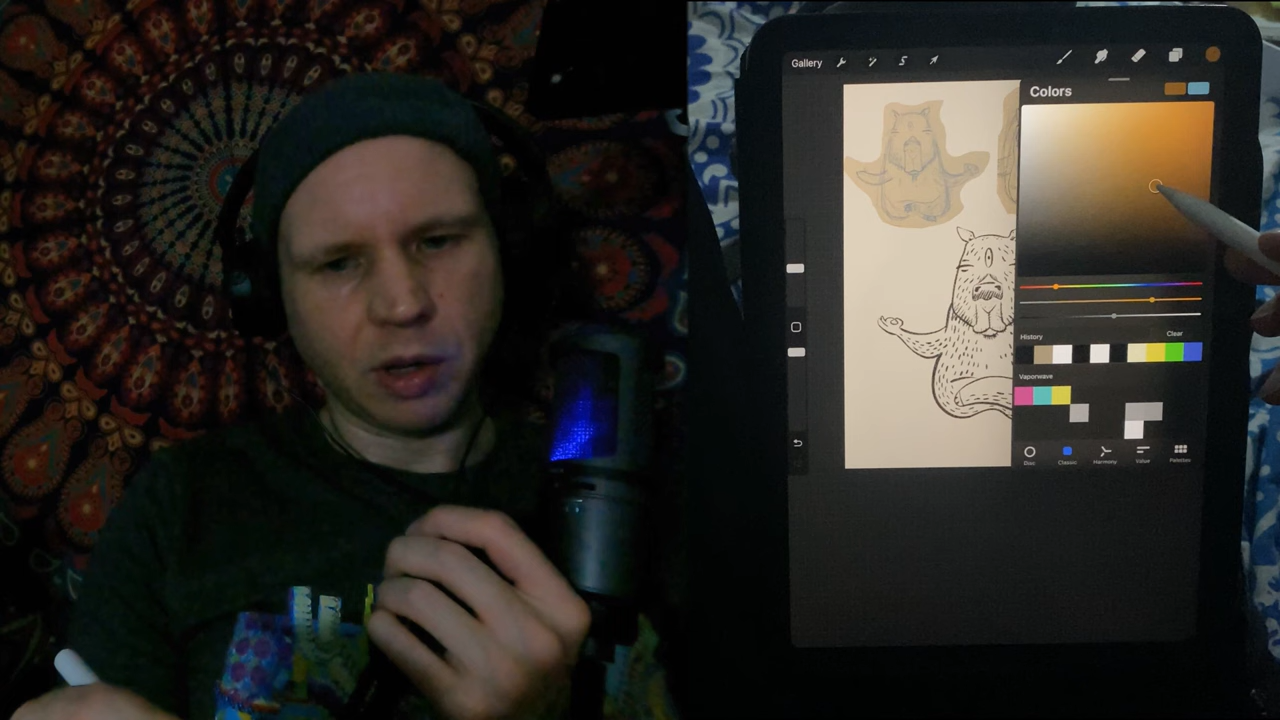 Gallery
Colors
History
Clear
Vaporwave
Disc
Classic
Harmony
Value
Palettes